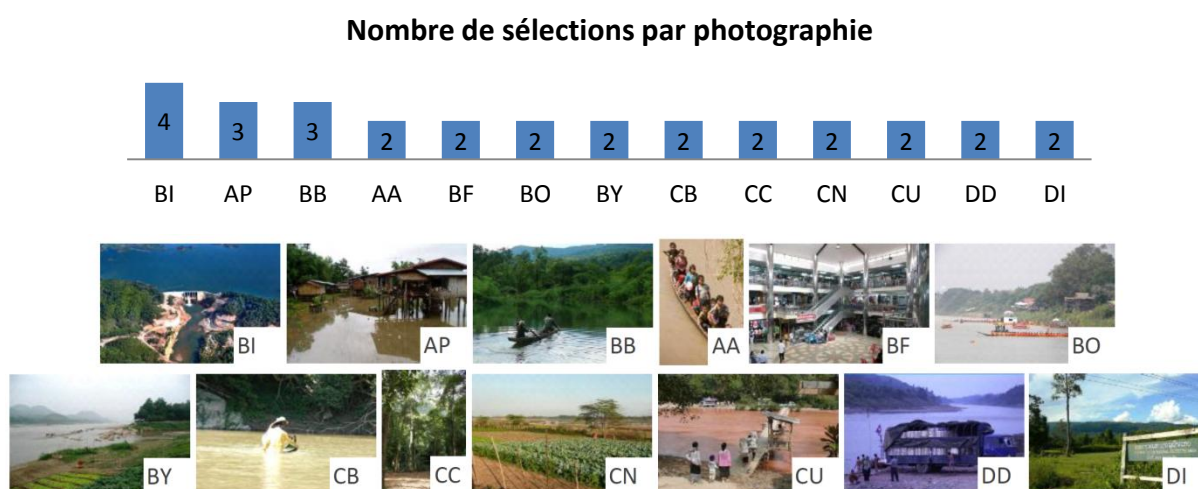 Nombre de sélections par photographie
4 3 3 2 2 2 2 2 2 2 2 2 2
BI AP BB AA BF BO BY CB CC CN CU DD DI
BI AP BB AA BF BO
BY CB CC CN CU DD DI